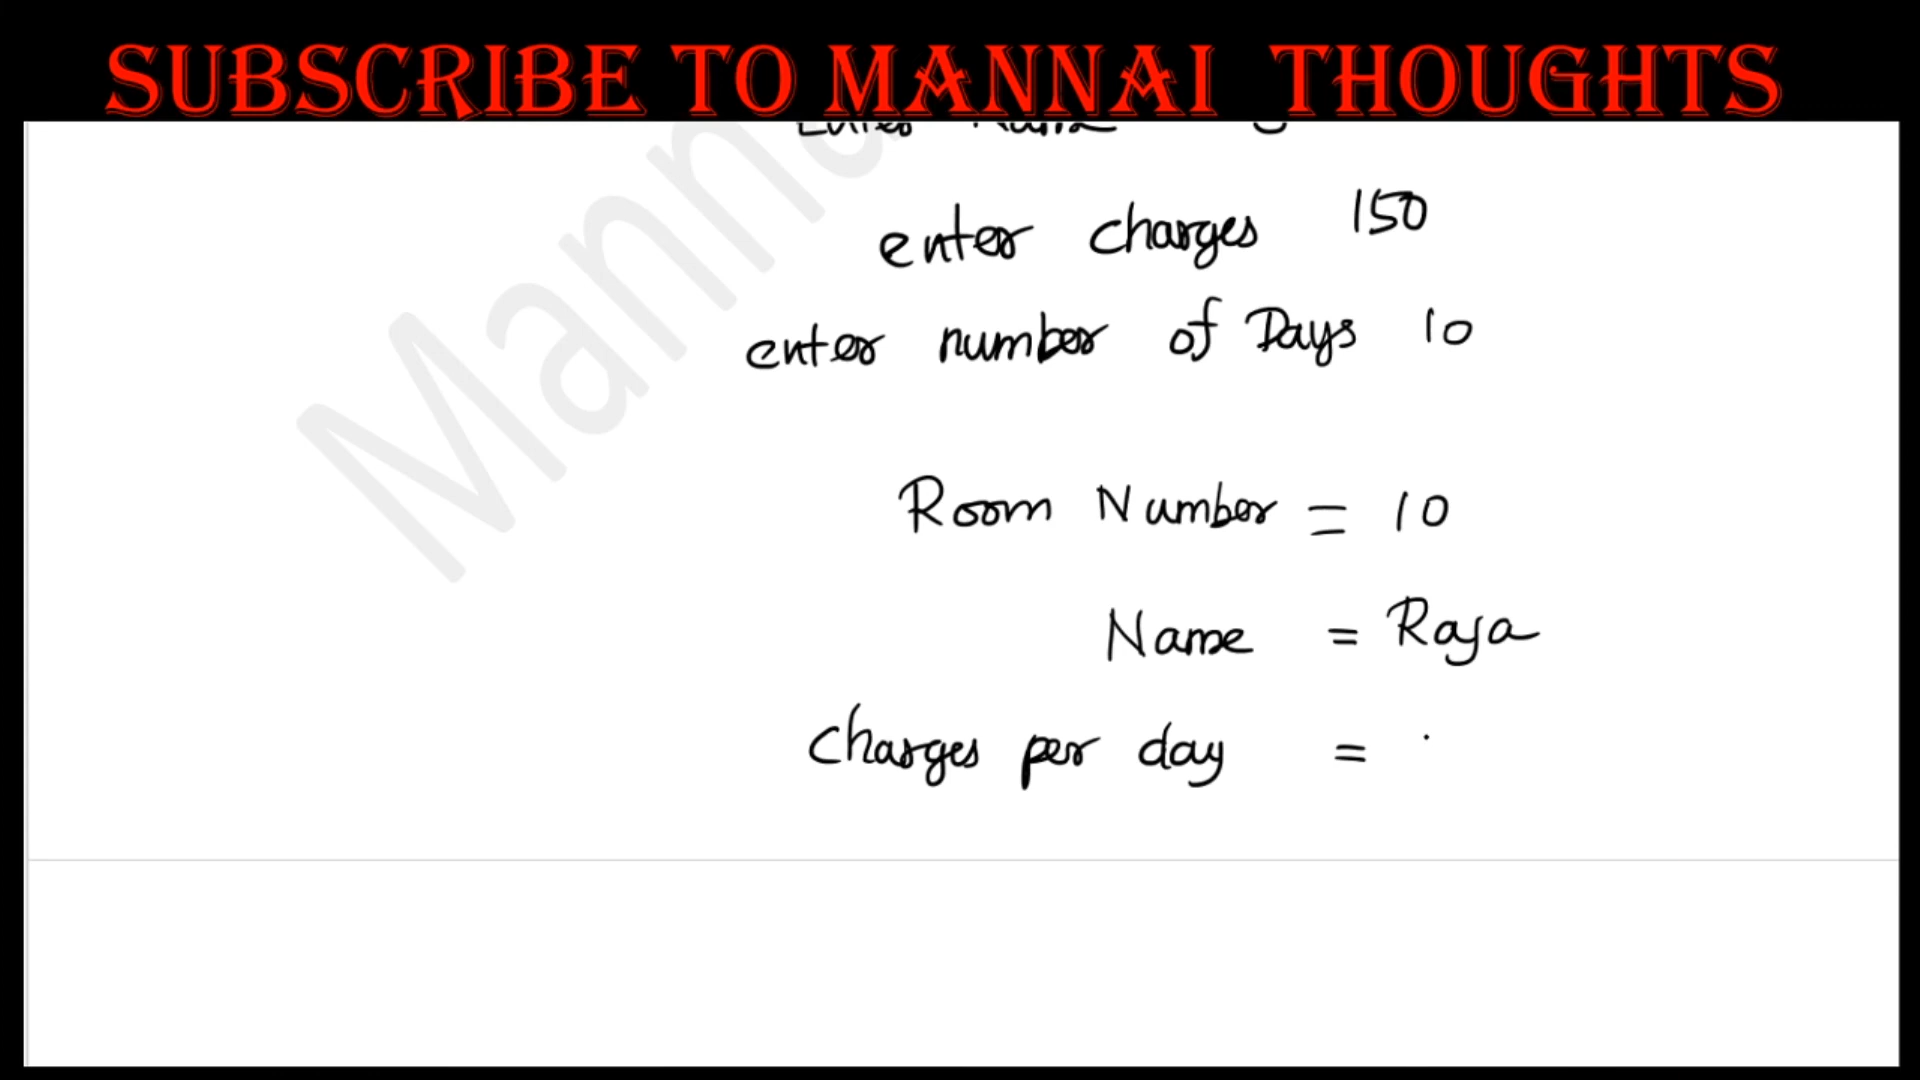 SUBSCRIBE TO MANNAI THOUGHTS
enter charges 150
enter number of Days 10
Room Number = 10
Name = Raja
Charges per day =
Manna